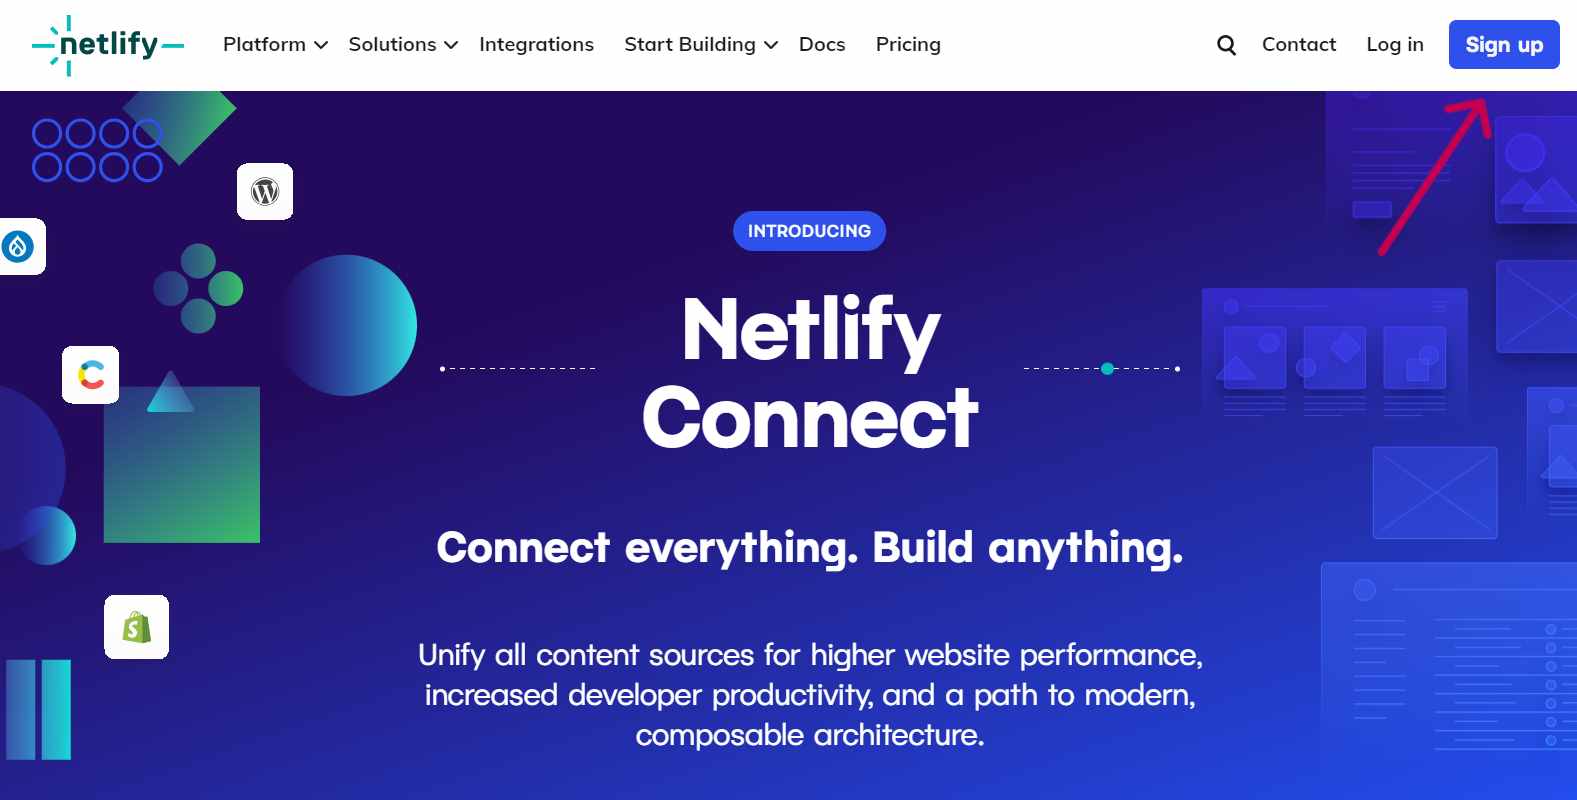 netlify
Platform Solutions Integrations Start Building Docs Pricing Contact Log in Sign up
INTRODUCING
Netlify
Connect
Connect everything. Build anything.
Unify all content sources for higher website performance,
increased developer productivity, and a path to modern,
composable architecture.